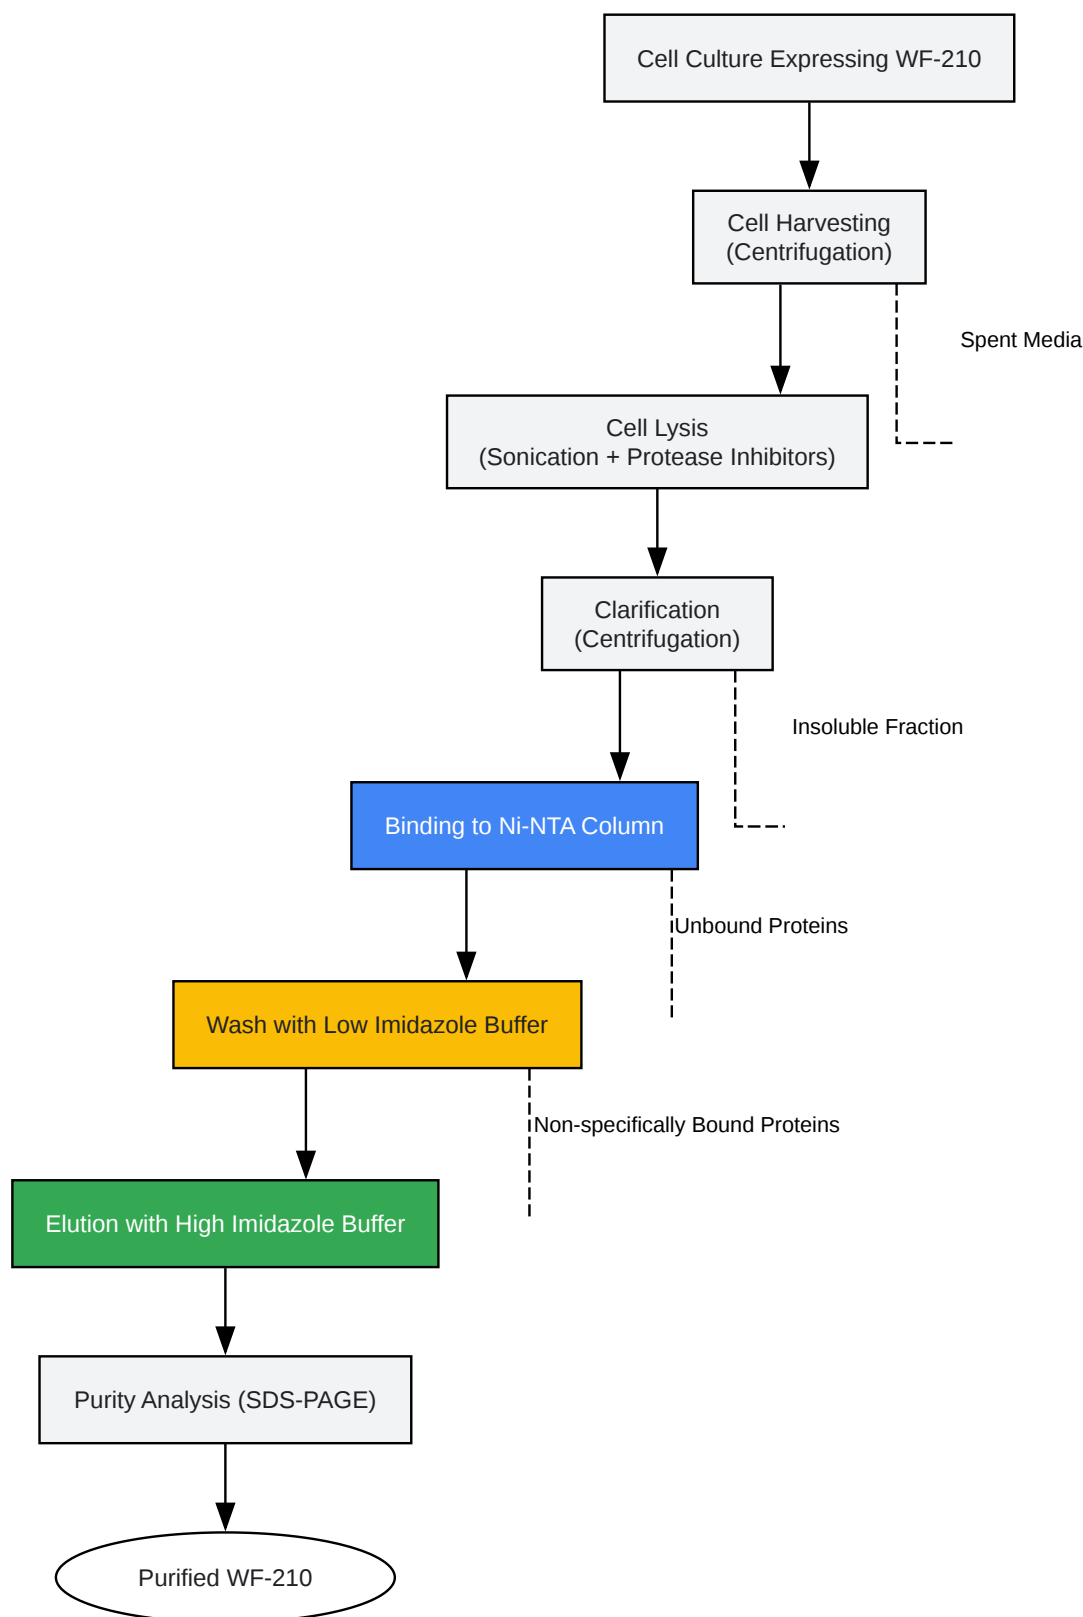 Cell Culture Expressing WF-210
Cell Harvesting
(Centrifugation)
Spent Media
Cell Lysis
(Sonication + Protease Inhibitors)
Clarification
(Centrifugation)
Insoluble Fraction
Binding to Ni-NTA Column
Unbound Proteins
Wash with Low Imidazole Buffer
Non-specifically Bound Proteins
Elution with High Imidazole Buffer
Purity Analysis (SDS-PAGE)
Purified WF-210